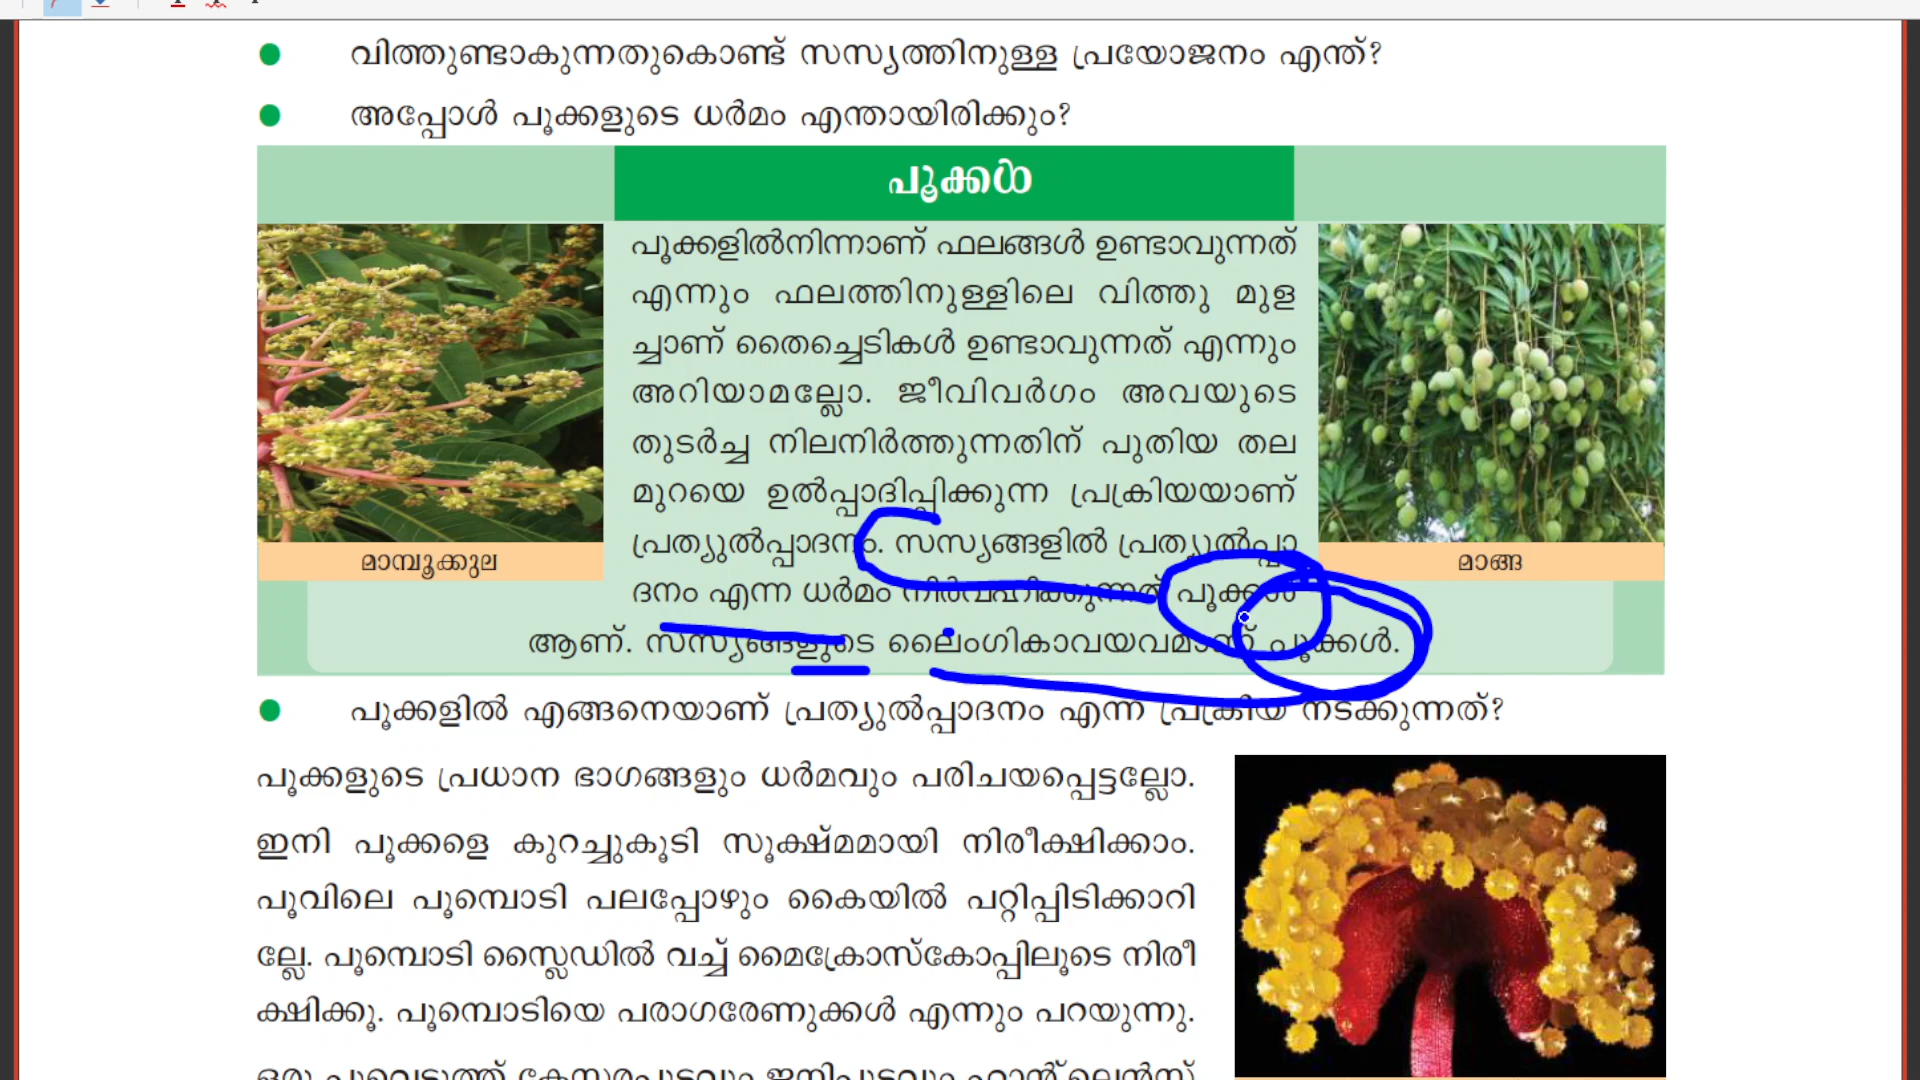 വിത്തുണ്ടാകുന്നതുകൊണ്ട് സസ്യത്തിനുള്ള പ്രയോജനം എന്ത്?
അപ്പോൾ പൂക്കളുടെ ധർമം എന്തായിരിക്കും?
പൂക്കൾ
പൂക്കളിൽനിന്നാണ് ഫലങ്ങൾ ഉണ്ടാവുന്നത്
എന്നും ഫലത്തിനുള്ളിലെ വിത്തു മുള
ച്ചാണ് തൈച്ചെടികൾ ഉണ്ടാവുന്നത് എന്നും
അറിയാമല്ലോ. ജീവിവർഗം അവയുടെ
തുടർച്ച നിലനിർത്തുന്നതിന് പുതിയ തല
മുറയെ ഉൽപ്പാദിപ്പിക്കുന്ന പ്രക്രിയയാണ്
പ്രത്യുൽപ്പാദനം. സസ്യങ്ങളിൽ പ്രത്യുൽപ്പാ
ദനം എന്ന ധർമം നിർവഹിക്കുന്നത് പൂക്കൾ
ആണ്. സസ്യങ്ങളുടെ ലൈംഗികാവയവമാണ് പൂക്കൾ.
മാമ്പൂക്കുല
മാങ്ങ
പൂക്കളിൽ എങ്ങനെയാണ് പ്രത്യുൽപ്പാദനം എന്ന പ്രക്രിയ നടക്കുന്നത്?
പൂക്കളുടെ പ്രധാന ഭാഗങ്ങളും ധർമവും പരിചയപ്പെട്ടല്ലോ.
ഇനി പൂക്കളെ കുറച്ചുകൂടി സൂക്ഷ്മമായി നിരീക്ഷിക്കാം.
പൂവിലെ പൂമ്പൊടി പലപ്പോഴും കൈയിൽ പറ്റിപ്പിടിക്കാറി
ല്ലേ. പൂമ്പൊടി സ്ലൈഡിൽ വച്ച് മൈക്രോസ്കോപ്പിലൂടെ നിരീ
ക്ഷിക്കൂ. പൂമ്പൊടിയെ പരാഗരേണുക്കൾ എന്നും പറയുന്നു.